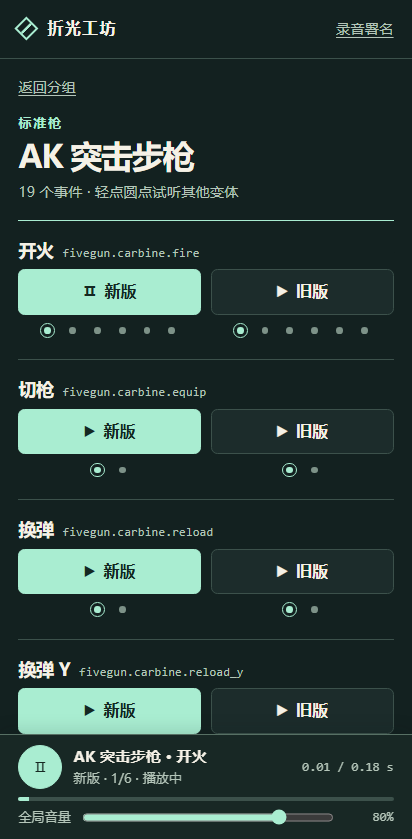 折光工坊 录音署名
返回分组
标准枪
AK 突击步枪
19 个事件 · 轻点圆点试听其他变体
开火 fivegun.carbine.fire
新版 旧版
切枪 fivegun.carbine.equip
新版 旧版
换弹 fivegun.carbine.reload
新版 旧版
换弹 Y fivegun.carbine.reload_y
新版 旧版
AK 突击步枪 • 开火
新版 · 1/6 · 播放中
0.01 / 0.18 s
全局音量 80%